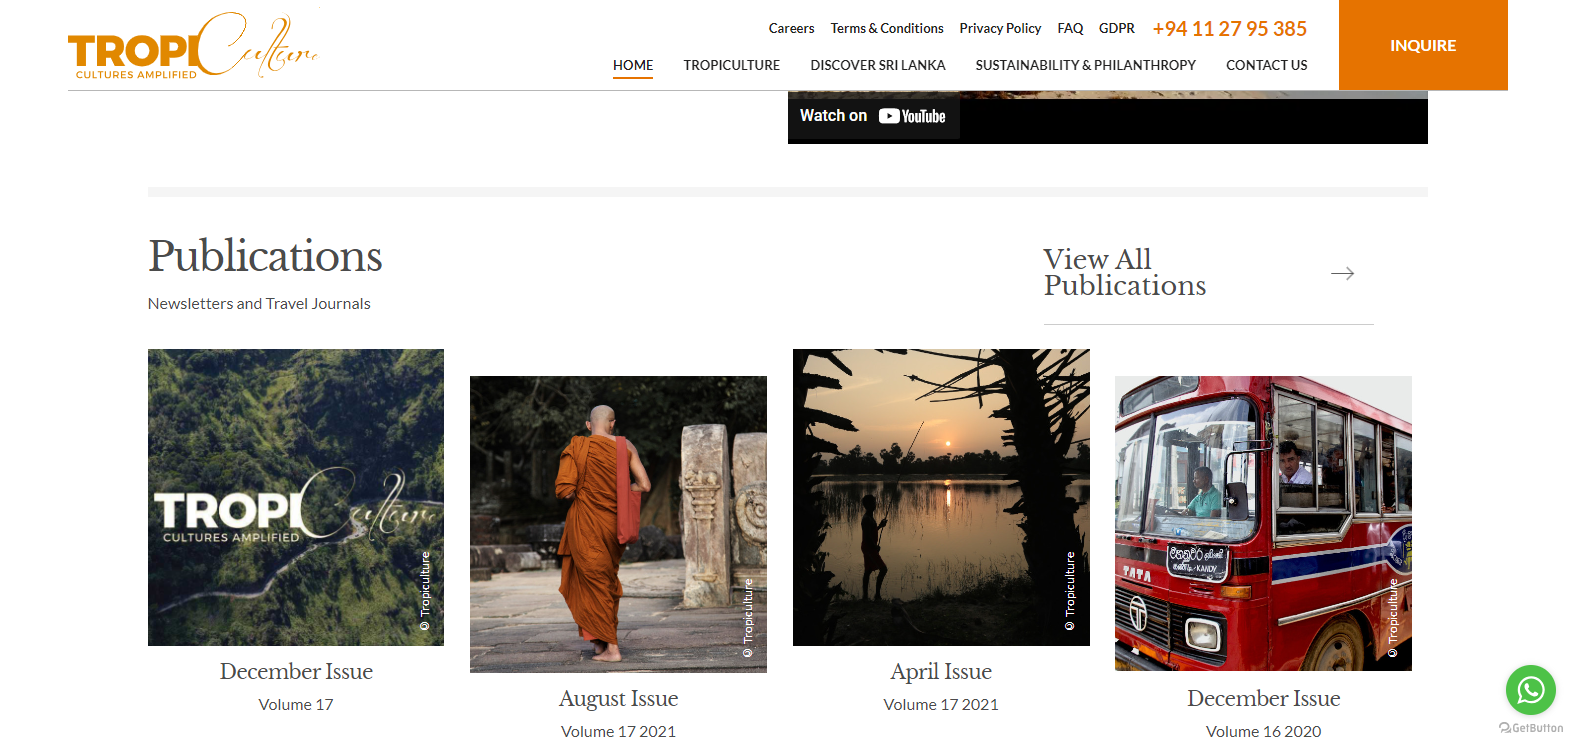 TROPICulture
CULTURES AMPLIFIED
Careers Terms & Conditions Privacy Policy FAQ GDPR +94 11 27 95 385
HOME TROPICULTURE DISCOVER SRI LANKA SUSTAINABILITY & PHILANTHROPY CONTACT US
INQUIRE
Watch on YouTube
Publications
Newsletters and Travel Journals
View All
Publications
TROPICulture
CULTURES AMPLIFIED
© Tropiculture
December Issue
Volume 17
© Tropiculture
August Issue
Volume 17 2021
© Tropiculture
April Issue
Volume 17 2021
KANDY
TATA
© Tropiculture
December Issue
Volume 16 2020
GetButton